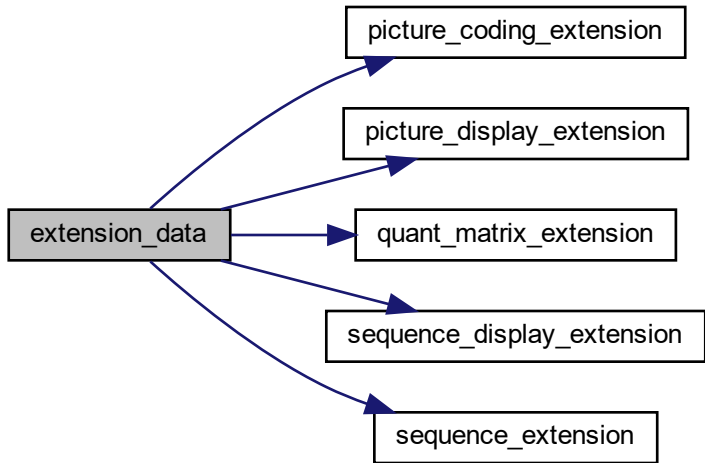 picture_coding_extension
picture_display_extension
extension_data
quant_matrix_extension
sequence_display_extension
sequence_extension